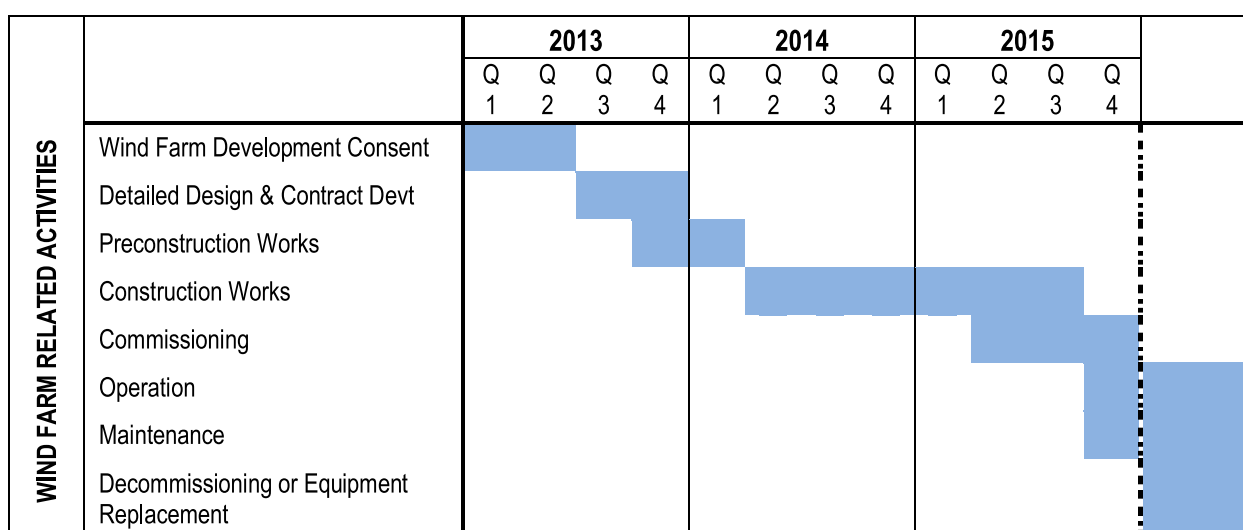 WIND FARM RELATED ACTIVITIES
2013 2014 2015
Q Q Q Q Q Q Q Q Q Q Q Q
1 2 3 4 1 2 3 4 1 2 3 4
Wind Farm Development Consent
Detailed Design & Contract Devt
Preconstruction Works
Construction Works
Commissioning
Operation
Maintenance
Decommissioning or Equipment
Replacement